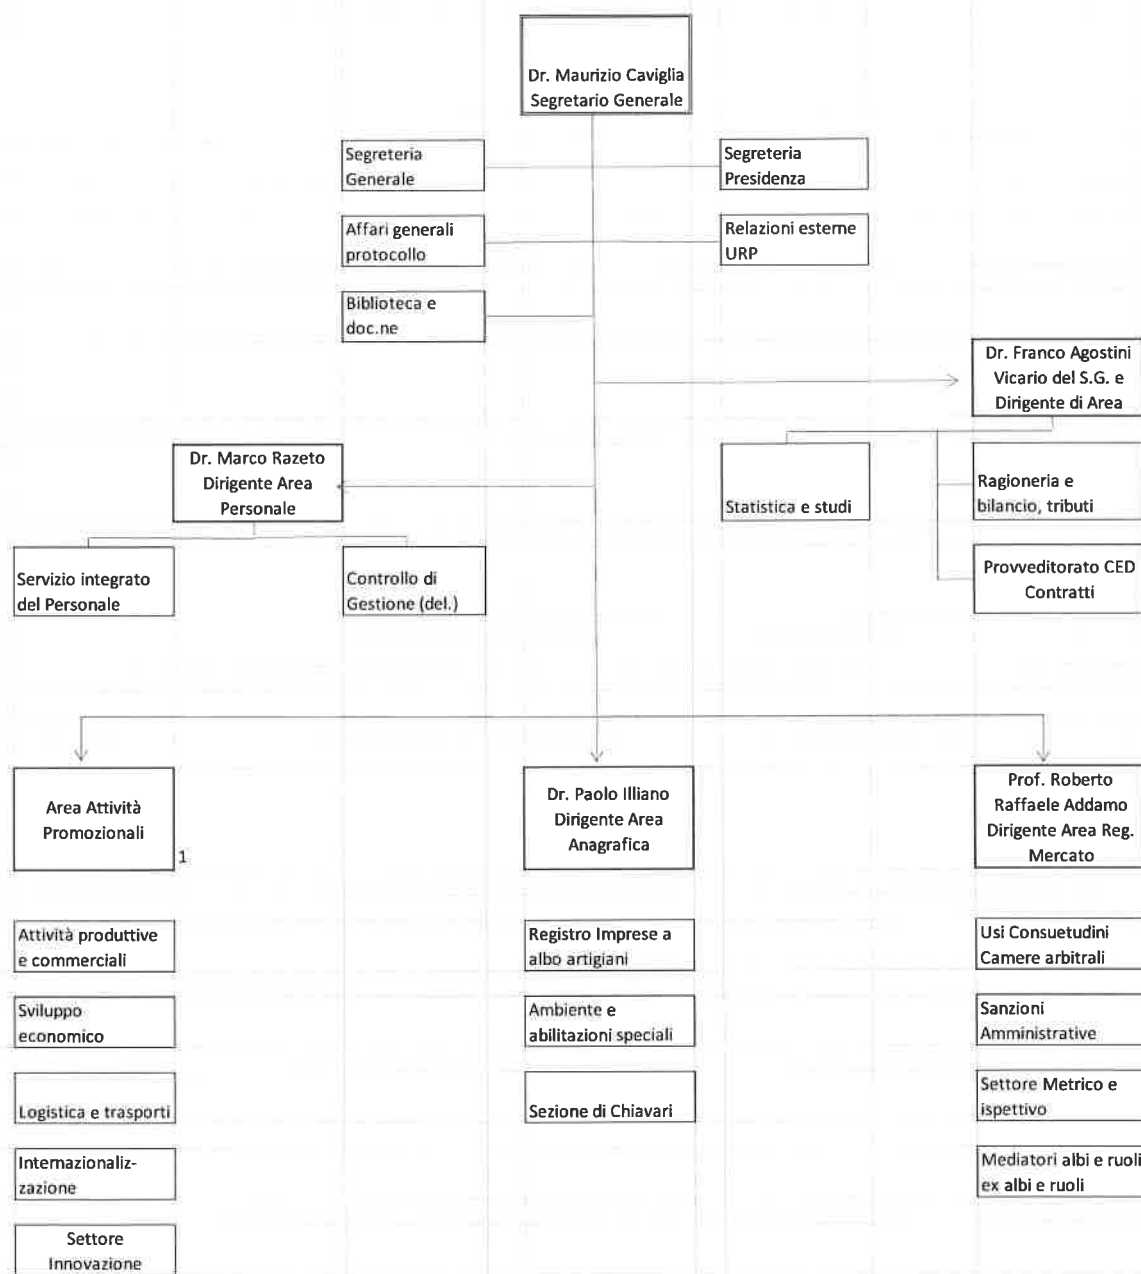 Dr. Maurizio Caviglia
Segretario Generale
Segreteria
Generale
Segreteria
Presidenza
Affari generali
protocollo
Relazioni esterne
URP
Biblioteca e
doc.ne
Dr. Franco Agostini
Vicario del S.G. e
Dirigente di Area
Dr. Marco Razeto
Dirigente Area
Personale
Statistica e studi
Ragioneria e
bilancio, tributi
Servizio integrato
del Personale
Controllo di
Gestione (del.)
Provveditorato CED
Contratti
Area Attività
Promozionali
1
Dr. Paolo Illiano
Dirigente Area
Anagrafica
Prof. Roberto
Raffaele Addamo
Dirigente Area Reg.
Mercato
Attività produttive
e commerciali
Registro Imprese a
albo artigiani
Usi Consuetudini
Camere arbitrali
Sviluppo
economico
Ambiente e
abilitazioni speciali
Sanzioni
Amministrative
Logistica e trasporti
Sezione di Chiavari
Settore Metrico e
ispettivo
Internazionaliz-
zazione
Mediatori albi e ruoli
ex albi e ruoli
Settore
Innovazione